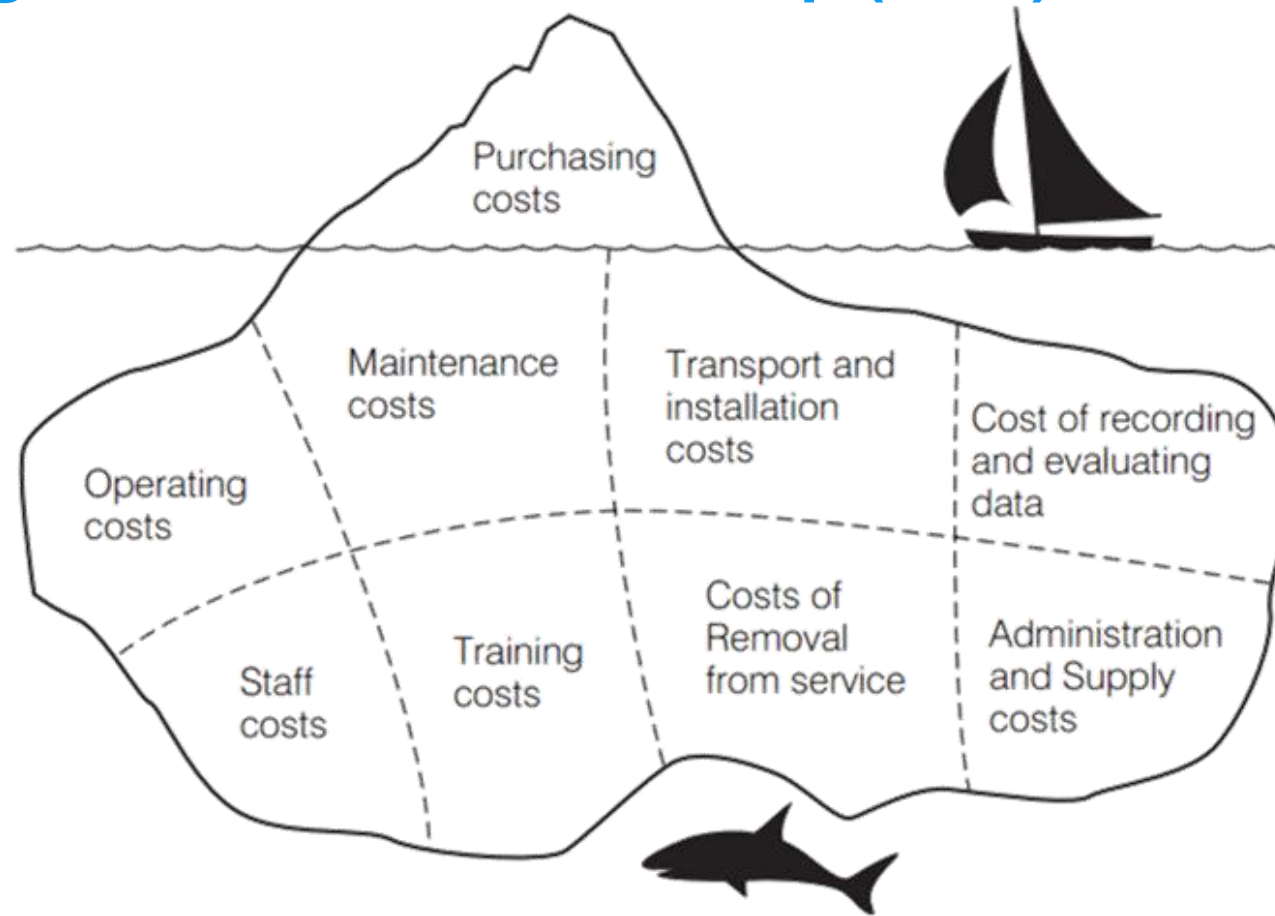 Purchasing
costs
Maintenance
costs
Transport and
installation
costs
Cost of recording
and evaluating
data
Operating
costs
Staff
costs
Training
costs
Costs of
Removal
from service
Administration
and Supply
costs